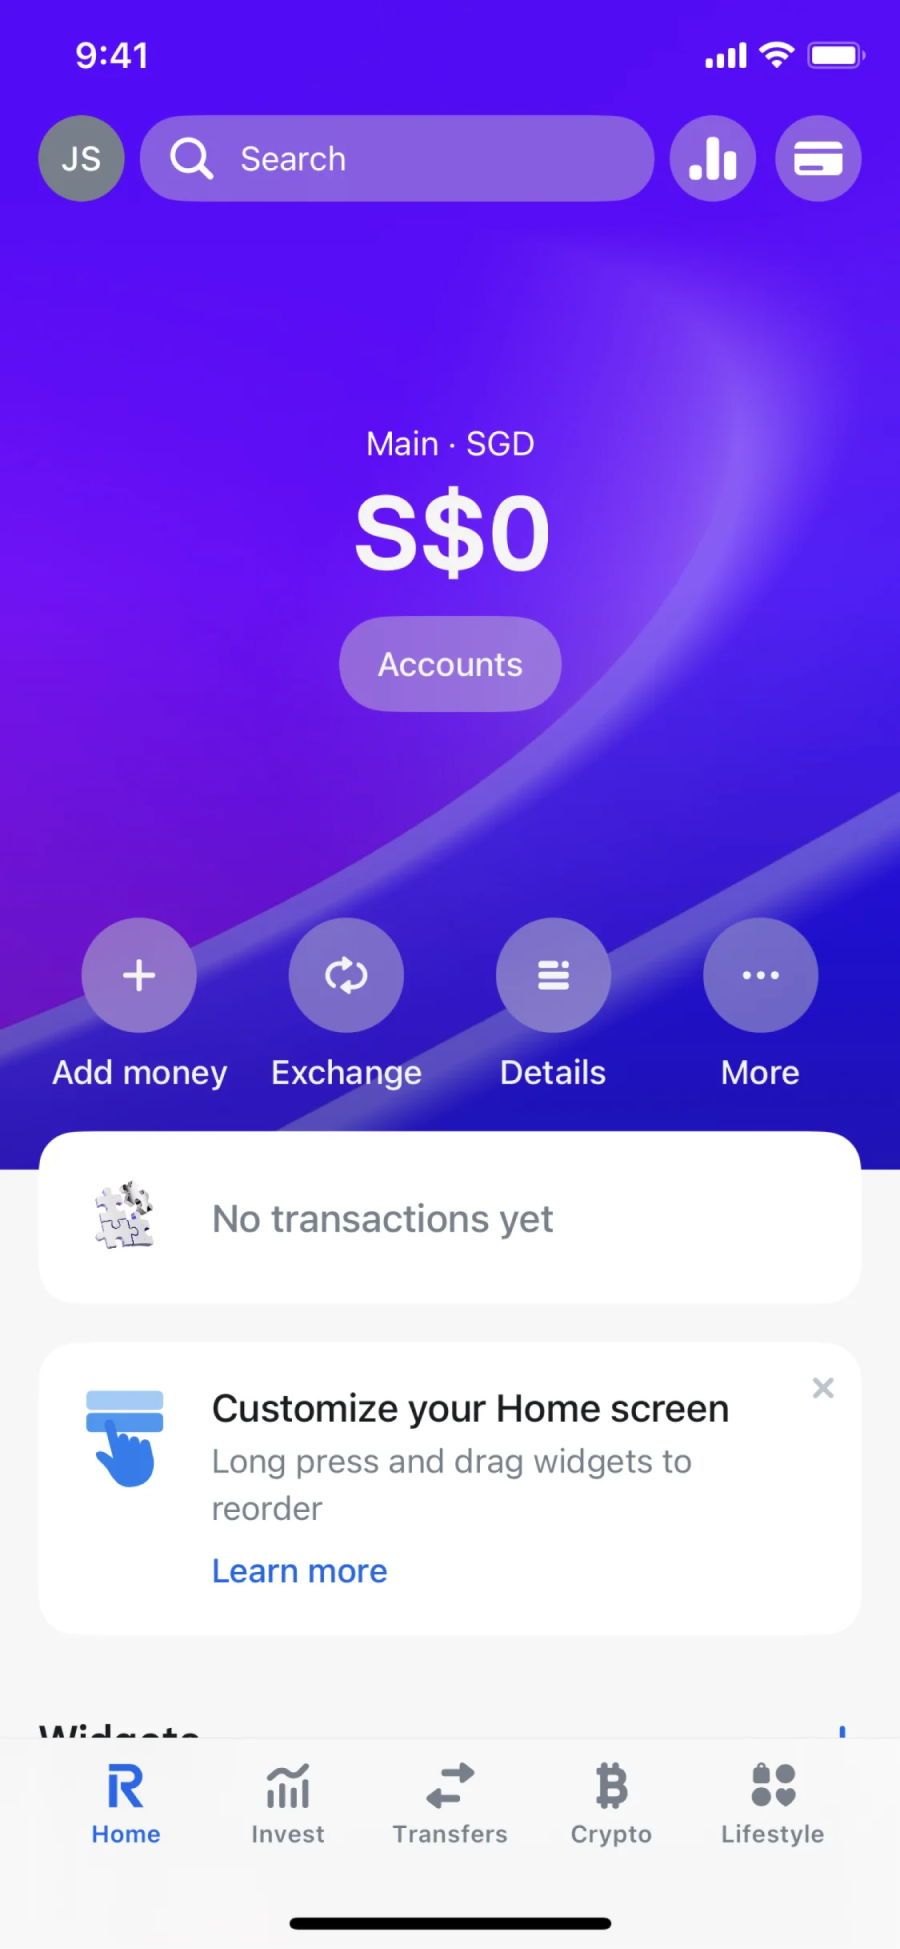 9:41
JS
Search
Main · SGD
S$0
Accounts
Add money
Exchange
Details
More
No transactions yet
Customize your Home screen
Long press and drag widgets to
reorder
Learn more
Widgets
Home
Invest
Transfers
Crypto
Lifestyle